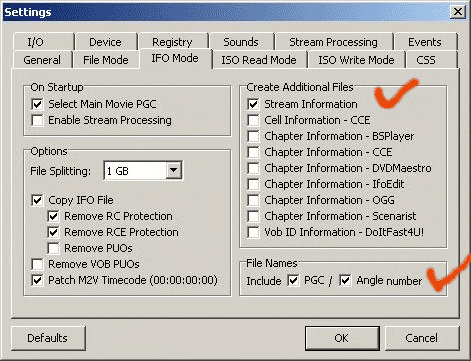 Settings
I/O Device Registry Sounds Stream Processing Events
General File Mode IFO Mode ISO Read Mode ISO Write Mode CSS
On Startup
Select Main Movie PGC
Enable Stream Processing
Options
File Splitting: 1 GB
Copy IFO File
Remove RC Protection
Remove RCE Protection
Remove PUOs
Remove VOB PUOs
Patch M2V Timecode (00:00:00:00)
Create Additional Files
Stream Information
Cell Information - CCE
Chapter Information - BSPlayer
Chapter Information - CCE
Chapter Information - DVDMaestro
Chapter Information - IfoEdit
Chapter Information - OGG
Chapter Information - Scenarist
Vob ID Information - DoItFast4U!
File Names
Include PGC / Angle number
Defaults OK Cancel